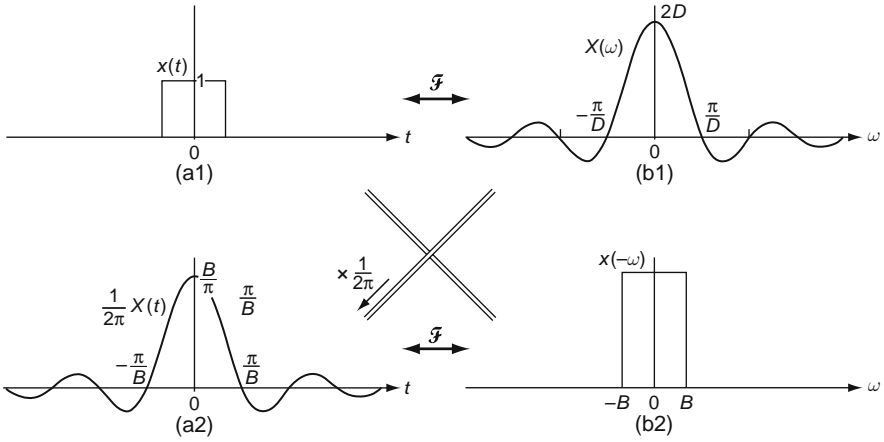 x(t)
1
0
t
(a1)
ℱ
2D
X(ω)
−π/D
π/D
0
ω
(b1)
× 1/2π
1/2π X(t)
B/π
π/B
−π/B
π/B
0
t
(a2)
ℱ
x(−ω)
−B
0
B
ω
(b2)